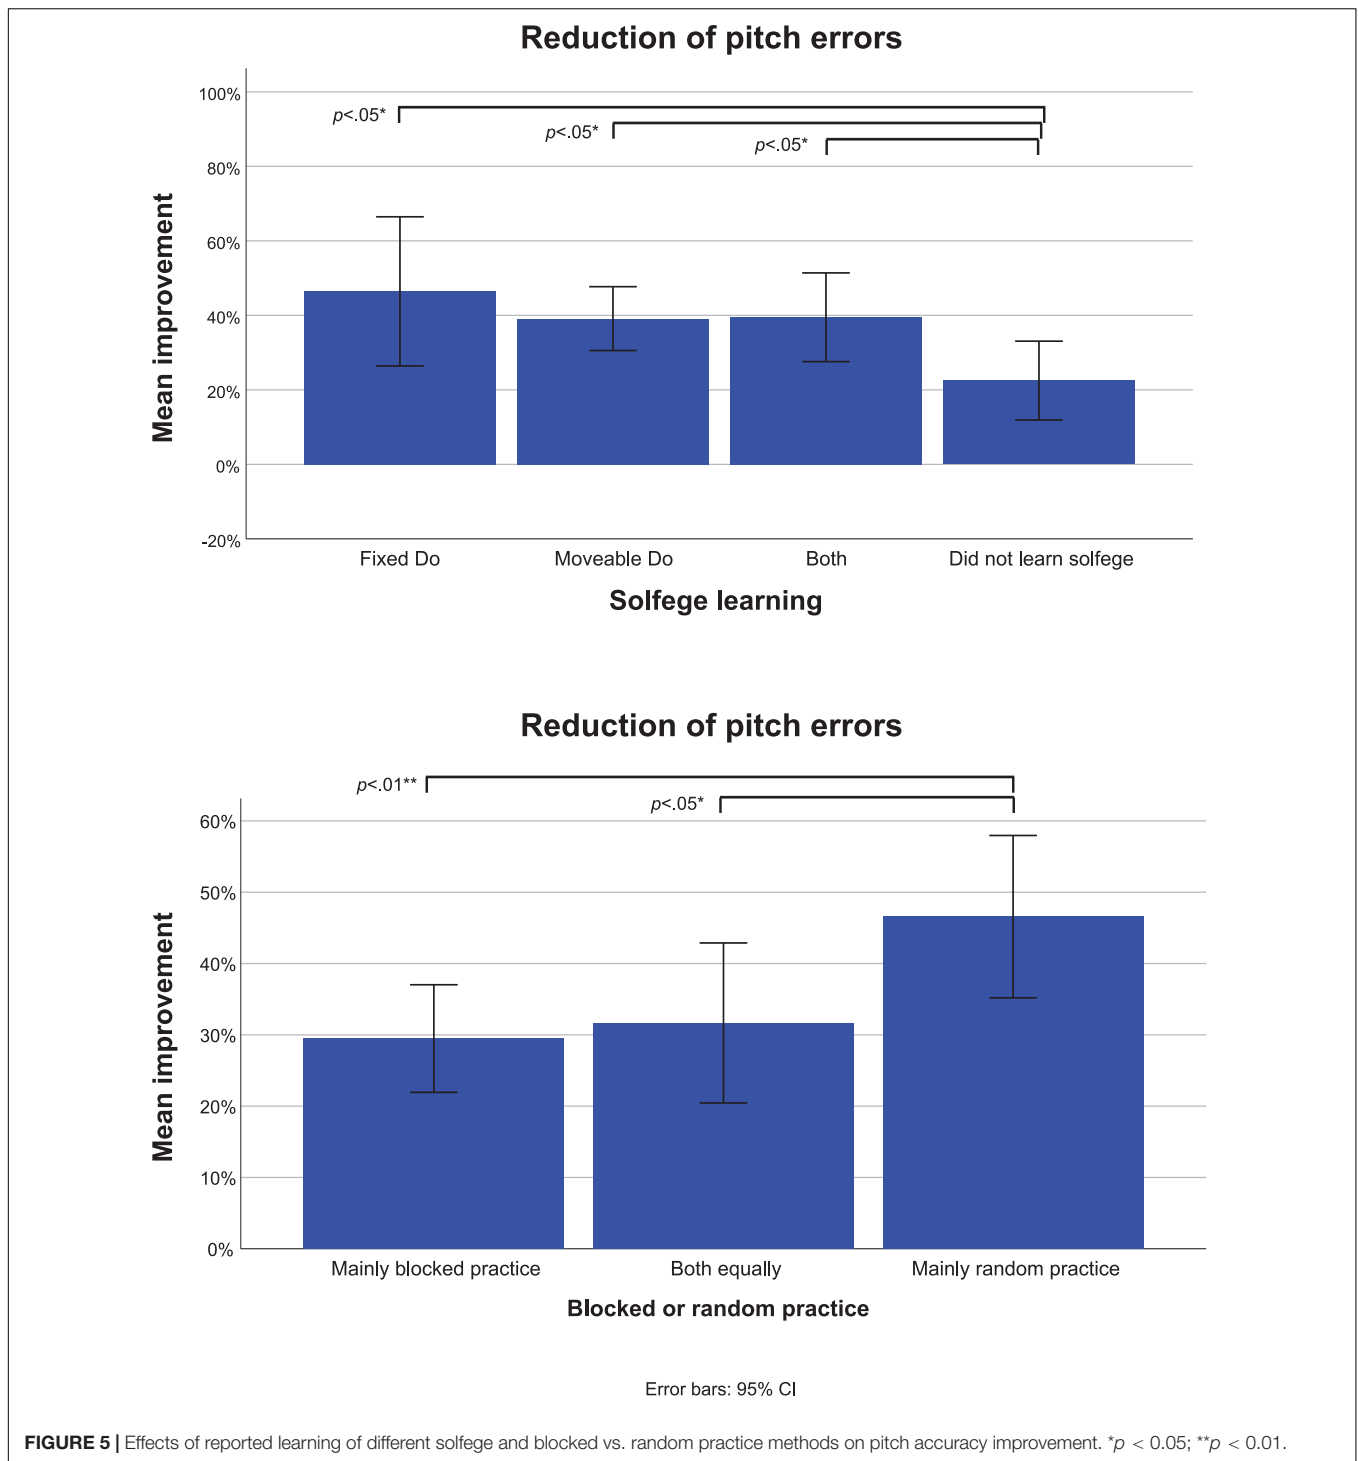 Reduction of pitch errors
100%
p<.05*
p<.05*
p<.05*
80%
60%
40%
20%
0%
-20%
Mean improvement
Fixed Do
Moveable Do
Both
Did not learn solfege
Solfege learning
Reduction of pitch errors
p<.01**
p<.05*
60%
50%
40%
30%
20%
10%
0%
Mean improvement
Mainly blocked practice
Both equally
Mainly random practice
Blocked or random practice
Error bars: 95% CI
FIGURE 5 | Effects of reported learning of different solfege and blocked vs. random practice methods on pitch accuracy improvement. *p < 0.05; **p < 0.01.